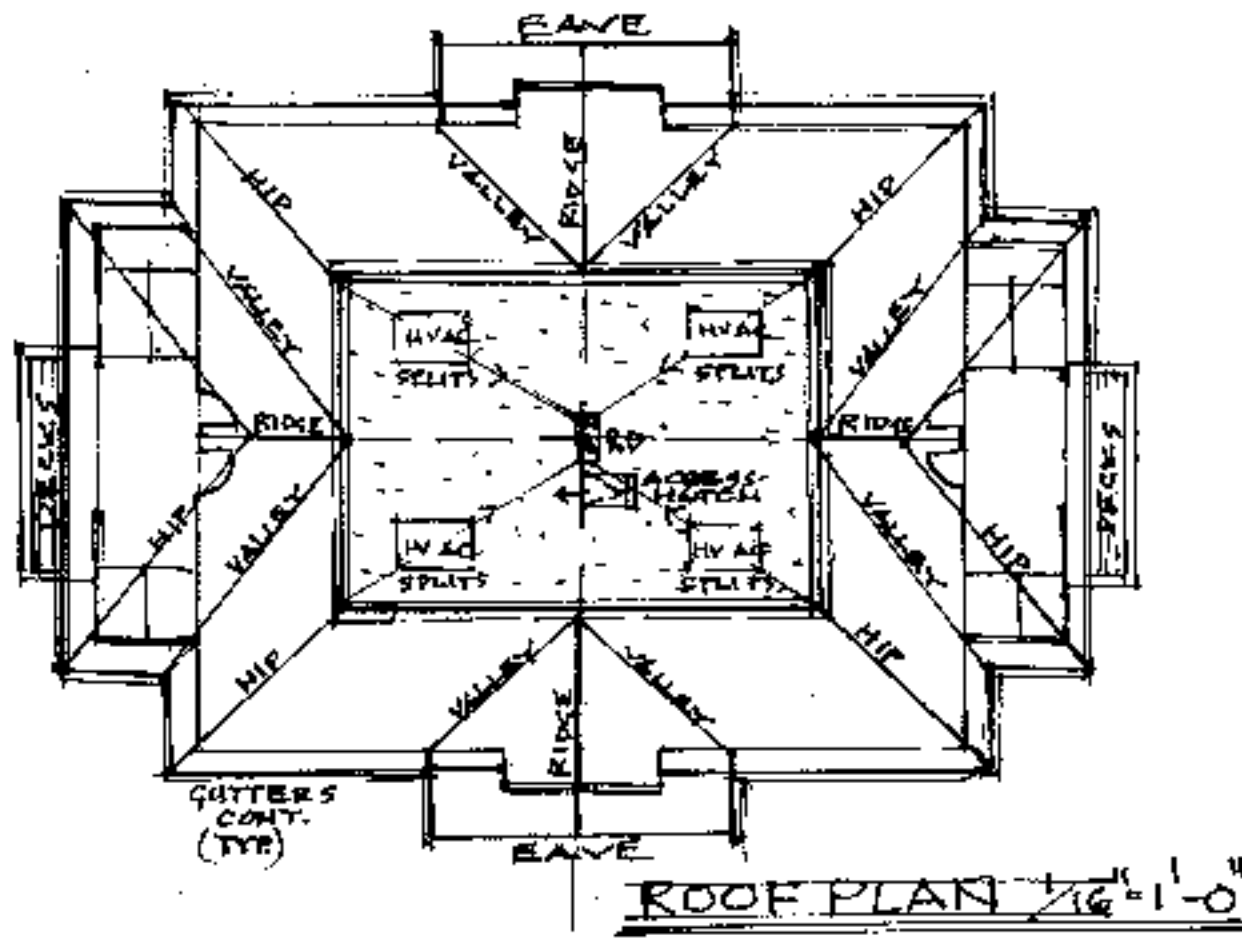 EAVE
HIP
VALLEY
RIDGE
VALLEY
HIP
VALLEY
HVAC
SPLITS
HVAC
SPLITS
VALLEY
DECKS
RIDGE
RD
RIDGE
DECKS
ACCESS
HATCH
HIP
VALLEY
HVAC
SPLITS
HVAC
SPLITS
VALLEY
HIP
HIP
VALLEY
RIDGE
VALLEY
HIP
GUTTERS
CONT.
(TYP)
EAVE
ROOF PLAN 1/16"=1'-0"